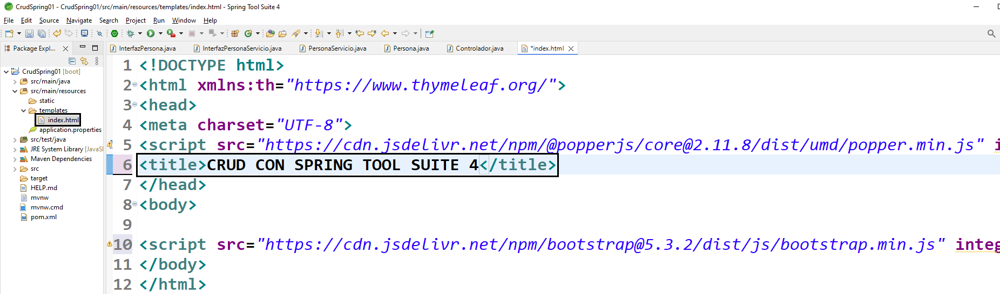 CrudSpring01 - CrudSpring01/src/main/resources/templates/index.html - Spring Tool Suite 4
File Edit Source Navigate Search Project Run Window Help
Package Expl...
InterfazPersona.java InterfazPersonaServicio.java PersonaServicio.java Persona.java Controlador.java *index.html
CrudSpring01 [boot]
src/main/java
src/main/resources
static
templates
index.html
application.properties
src/test/java
JRE System Library [JavaS
Maven Dependencies
src
target
HELP.md
mvnw
mvnw.cmd
pom.xml
1 <!DOCTYPE html>
2 <html xmlns:th="https://www.thymeleaf.org/">
3 <head>
4 <meta charset="UTF-8">
5 <script src="https://cdn.jsdelivr.net/npm/@popperjs/core@2.11.8/dist/umd/popper.min.js" i
6 <title>CRUD CON SPRING TOOL SUITE 4</title>
7 </head>
8 <body>
9
10 <script src="https://cdn.jsdelivr.net/npm/bootstrap@5.3.2/dist/js/bootstrap.min.js" integ
11 </body>
12 </html>